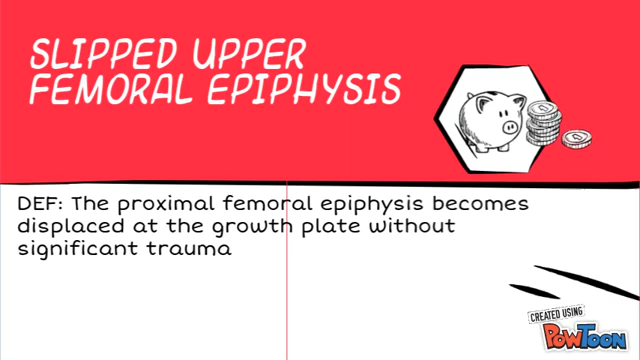 SLIPPED UPPER
FEMORAL EPIPHYSIS
DEF: The proximal femoral epiphysis becomes
displaced at the growth plate without
significant trauma
CREATED USING
POWTOON